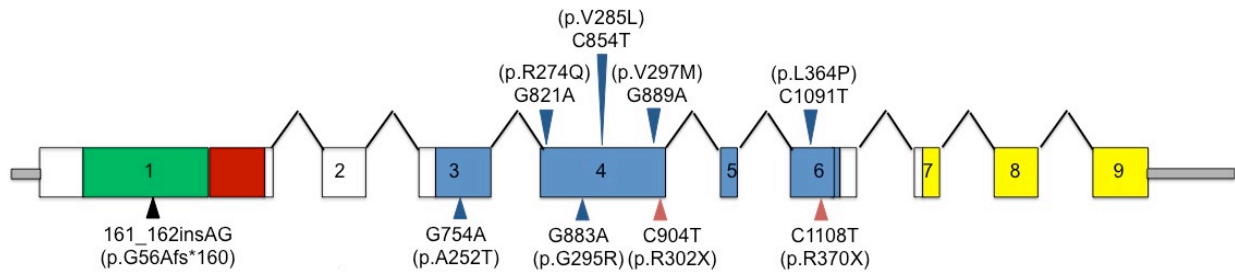 (p.V285L)
C854T
(p.R274Q)
G821A
(p.V297M)
G889A
(p.L364P)
C1091T
1
2
3
4
5
6
7
8
9
161_162insAG
(p.G56Afs*160)
G754A
(p.A252T)
G883A
(p.G295R)
C904T
(p.R302X)
C1108T
(p.R370X)